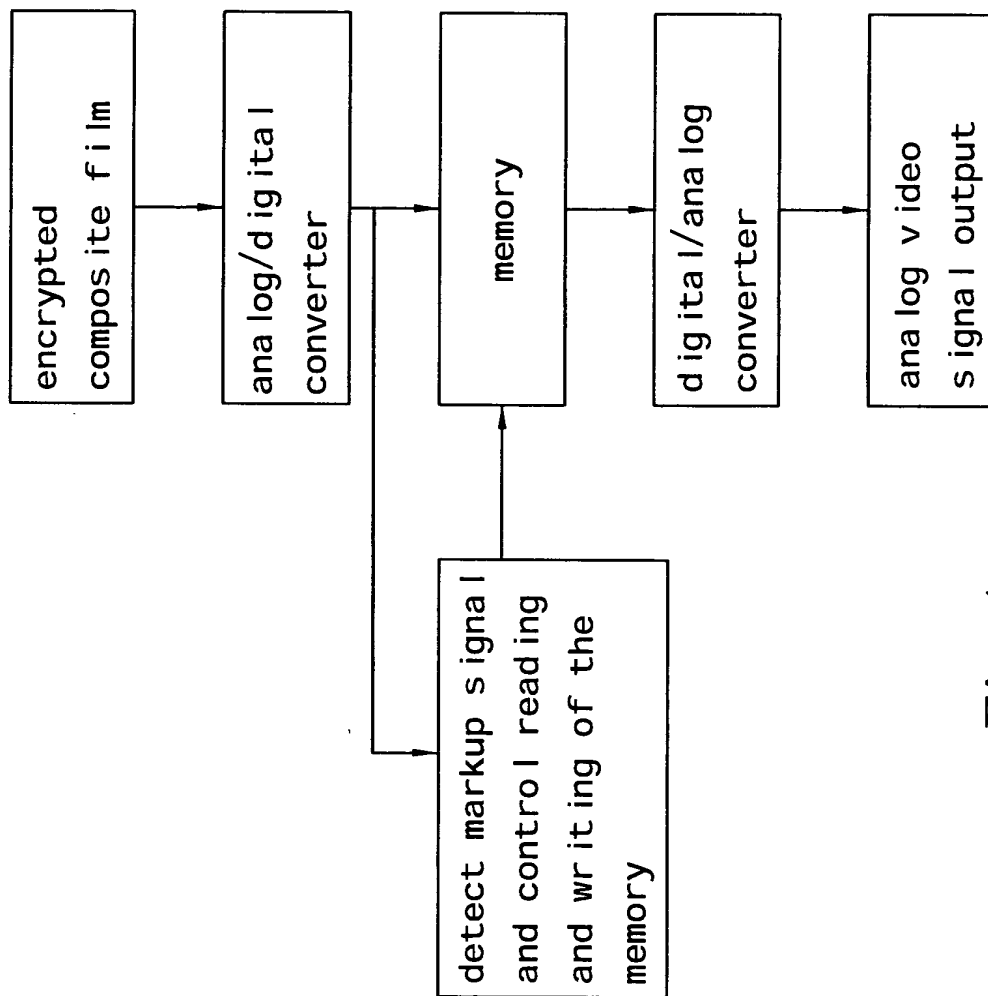 encrypted
composite film
analog/digital
converter
memory
digital/analog
converter
analog video
signal output
detect markup signal
and control reading
and writing of the
memory